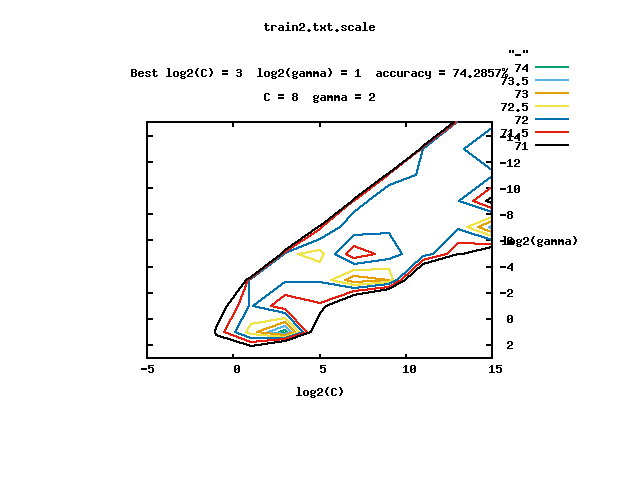 train2.txt.scale
"-"
Best log2(C) = 3 log2(gamma) = 1 accuracy = 74.2857%
74
73.5
73
C = 8 gamma = 2
72.5
72
71.5
-14
71
-12
-10
-8
-6
log2(gamma)
-4
-2
0
2
-5 0 5 10 15
log2(C)